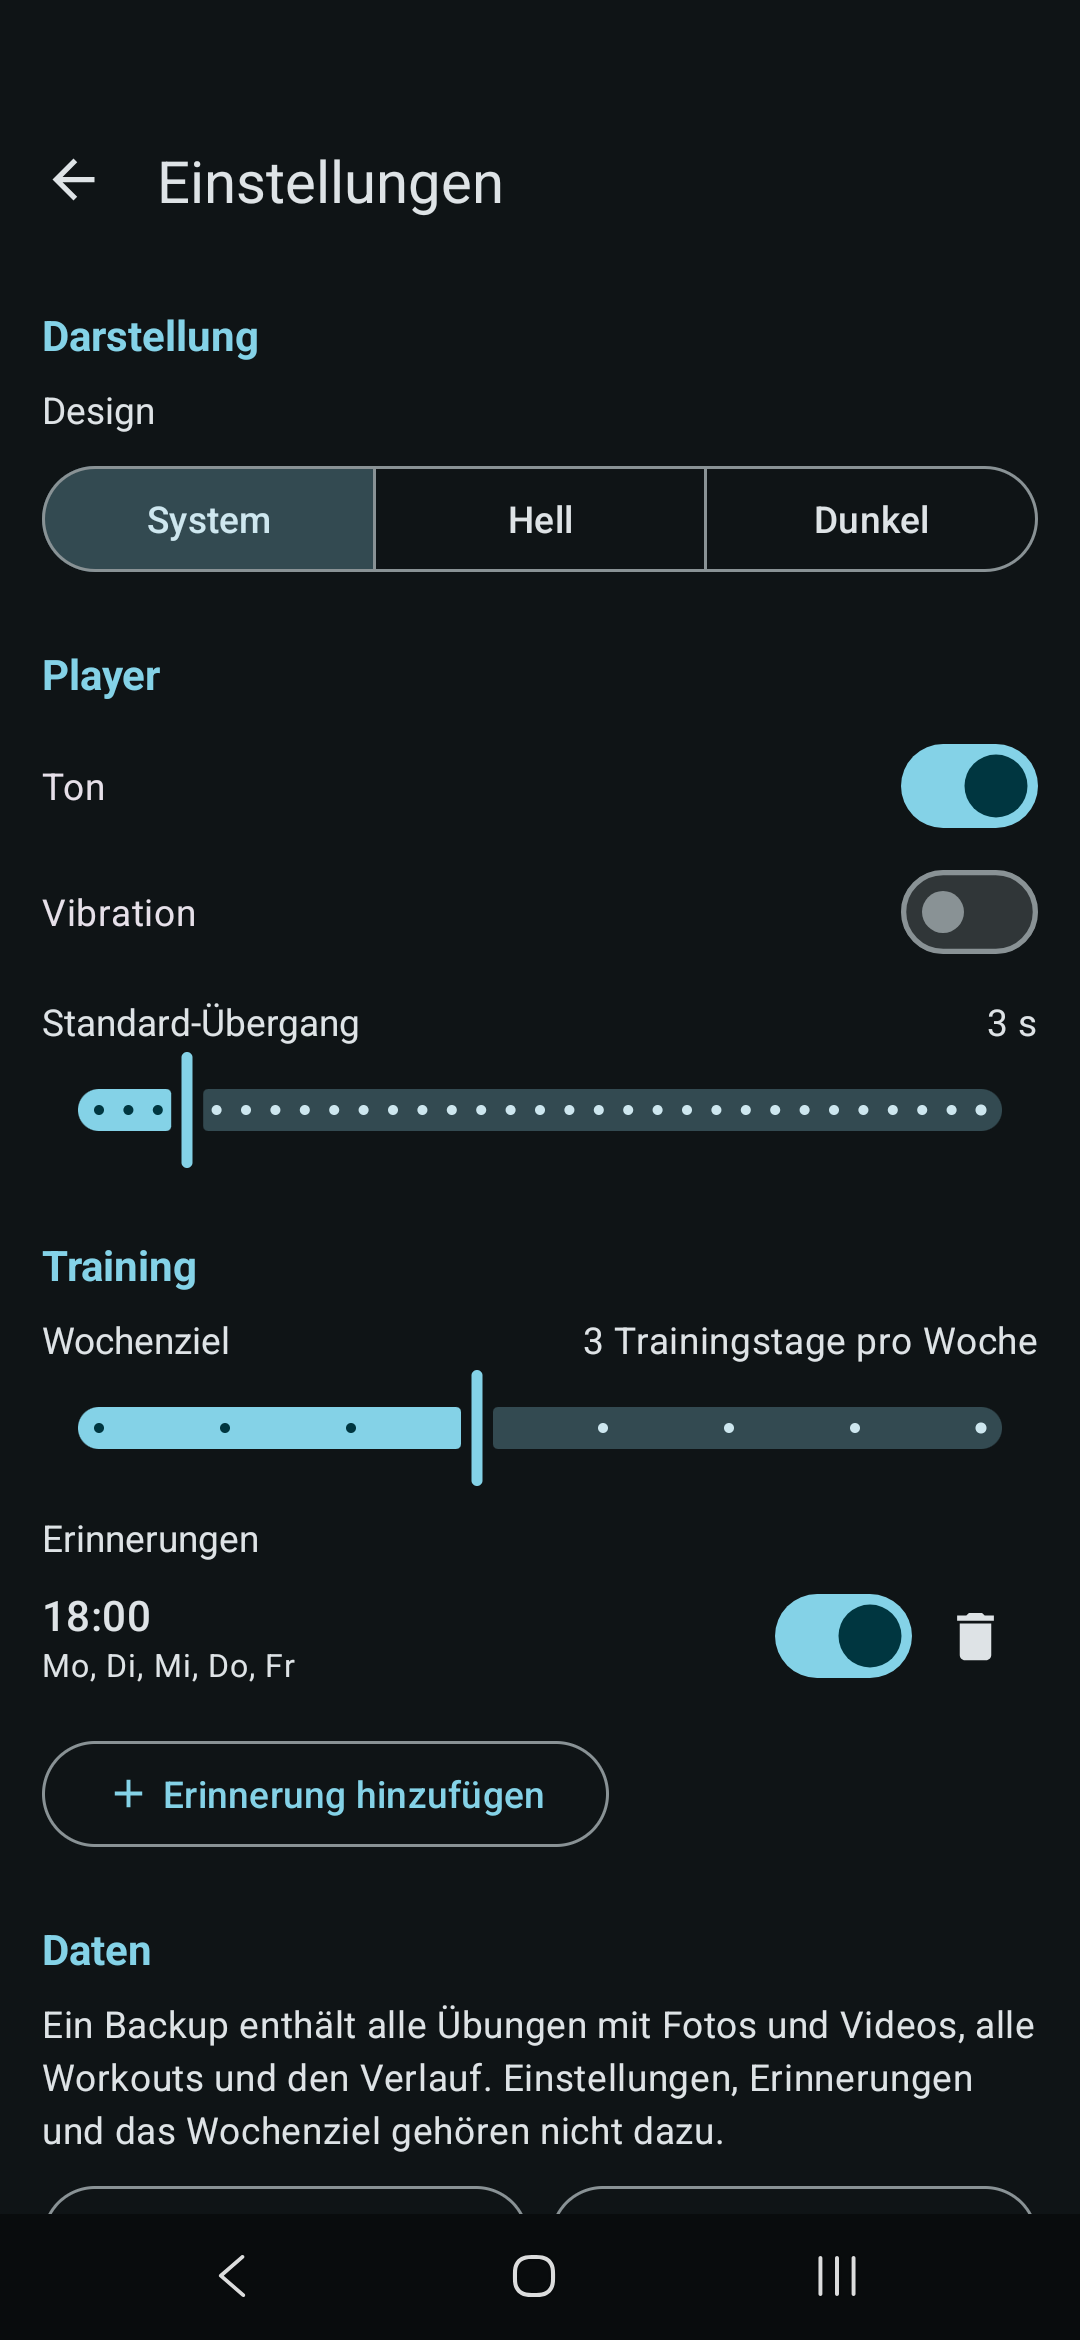 Einstellungen
Darstellung
Design
System
Hell
Dunkel
Player
Ton
Vibration
Standard-Übergang
3 s
Training
Wochenziel
3 Trainingstage pro Woche
Erinnerungen
18:00
Mo, Di, Mi, Do, Fr
+ Erinnerung hinzufügen
Daten
Ein Backup enthält alle Übungen mit Fotos und Videos, alle
Workouts und den Verlauf. Einstellungen, Erinnerungen
und das Wochenziel gehören nicht dazu.